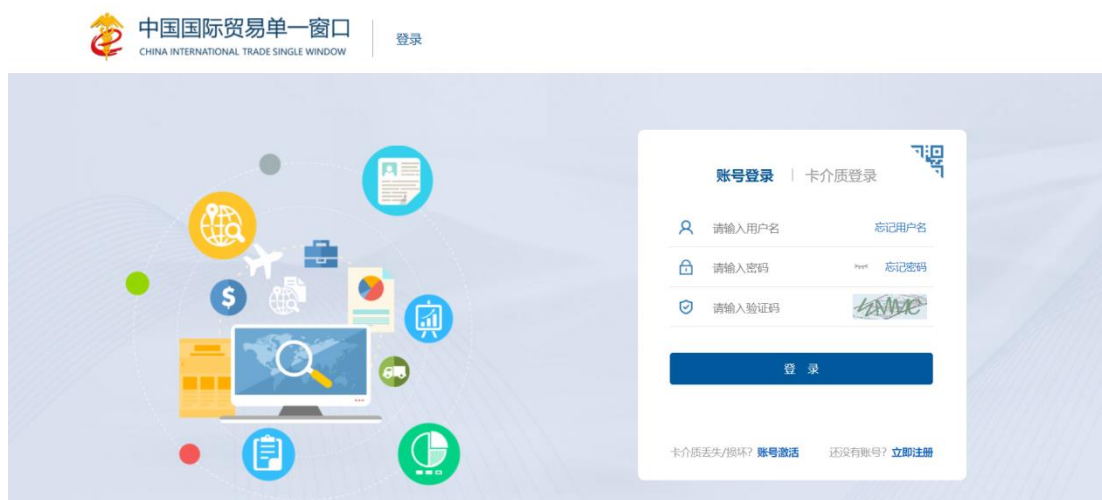 中国国际贸易单一窗口
CHINA INTERNATIONAL TRADE SINGLE WINDOW
登录
账号登录 | 卡介质登录
请输入用户名 忘记用户名
请输入密码 忘记密码
请输入验证码
登 录
卡介质丢失/损坏? 账号激活 还没有账号? 立即注册
$